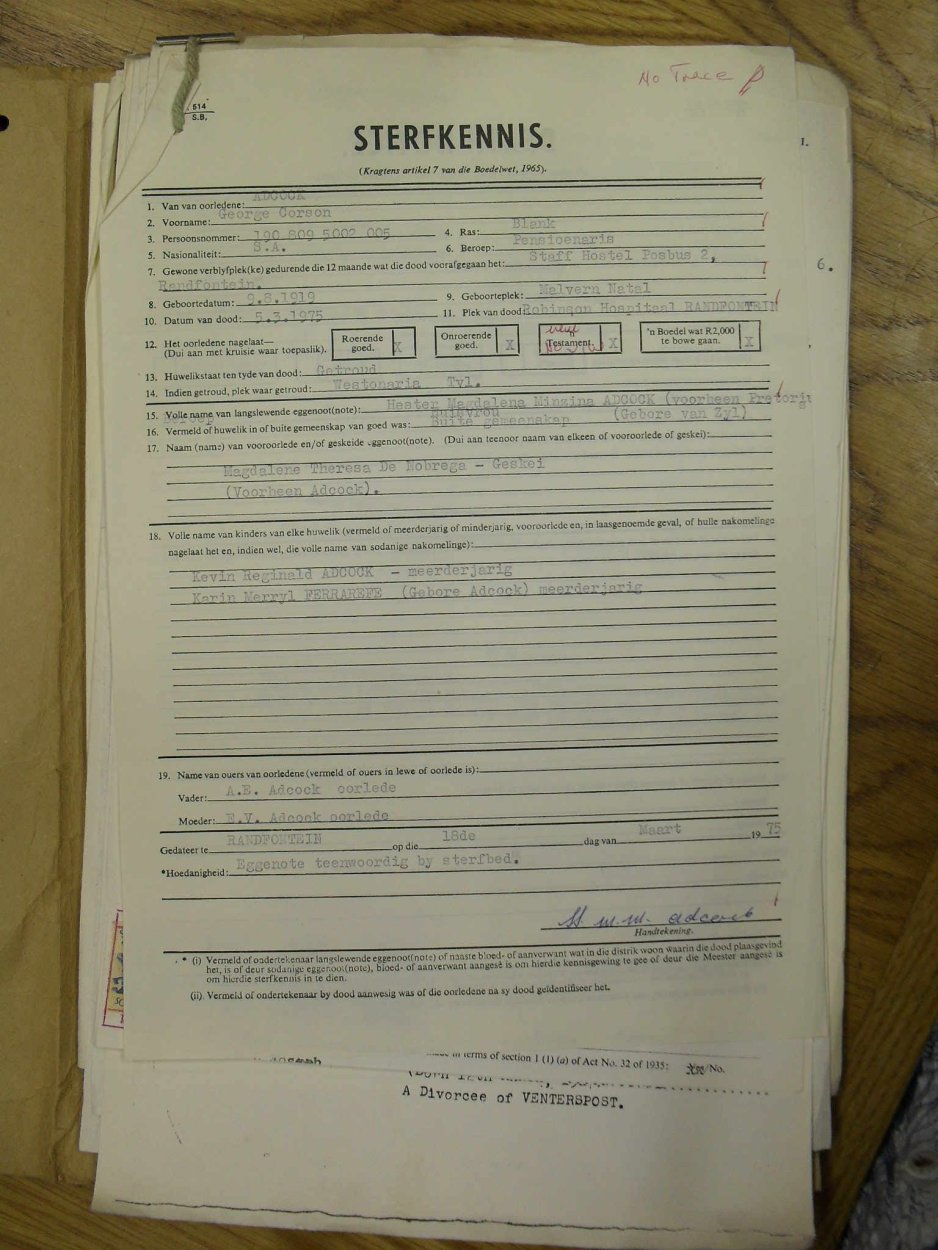 No Trace
514
S.B.
STERFKENNIS.
(Kragtens artikel 7 van die Boedelwet, 1965).
1.
6.
1. Van van oorledene: ADCOCK
2. Voorname: George Corson
3. Persoonsnommer: 190 809 5002 005 4. Ras: Blank
5. Nasionaliteit: S.A. 6. Beroep: Pensioenaris
7. Gewone verblyfplek(ke) gedurende die 12 maande wat die dood voorafgegaan het: Staff Hostel Posbus 2,
Randfontein.
8. Geboortedatum: 9.8.1919 9. Geboorteplek: Malvern Natal
10. Datum van dood: 5.3.1975 11. Plek van dood: Robinson Hospitaal RANDFONTEIN
12. Het oorledene nagelaat—
(Dui aan met kruisie waar toepaslik).
Roerende goed. X
Onroerende goed. X
Testament. X
'n Boedel wat R2,000 te bowe gaan. X
13. Huwelikstaat ten tyde van dood: Getroud
14. Indien getroud, plek waar getroud: Westonaria Tvl.
15. Volle name van langslewende eggenoot(note): Hester Magdalena Minzina ADCOCK (voorheen Pretorius
Beroep Huisvrou (Gebore van Zyl)
16. Vermeld of huwelik in of buite gemeenskap van goed was: Buite gemeenskap
17. Naam (name) van vooroorlede en/of geskeide eggenoot(note). (Dui aan teenoor naam van elkeen of vooroorlede of geskei):
Magdalene Theresa De Nobrega - Geskei
(Voorheen Adcock).
18. Volle name van kinders van elke huwelik (vermeld of meerderjarig of minderjarig, vooroorlede en, in laasgenoemde geval, of hulle nakomelinge
nagelaat het en, indien wel, die volle name van sodanige nakomelinge):
Kevin Reginald ADCOCK - meerderjarig
Karin Merryl FERRAREFE (Gebore Adcock) meerderjarig
19. Name van ouers van oorledene (vermeld of ouers in lewe of oorlede is):
Vader: A.E. Adcock oorlede
Moeder: E.V. Adcock oorlede
Gedateer te RANDFONTEIN op die 18de dag van Maart 19 75
*Hoedanigheid: Eggenote teenwoordig by sterfbed.
H M.M. Adcock
Handtekening.
* (i) Vermeld of ondertekenaar langslewende eggenoot(note) of naaste bloed- of aanverwant wat in die distrik woon waarin die dood plaasgevind
het, is of deur sodanige eggenoot(note), bloed- of aanverwant aangesê is om hierdie kennisgewing te gee of deur die Meester aangesê is
om hierdie sterfkennis in te dien.
(ii) Vermeld of ondertekenaar by dood aanwesig was of die oorledene na sy dood geïdentifiseer het.
in terms of section 1 (1) (a) of Act No. 32 of 1935: No.
A Divorcee of VENTERSPOST.